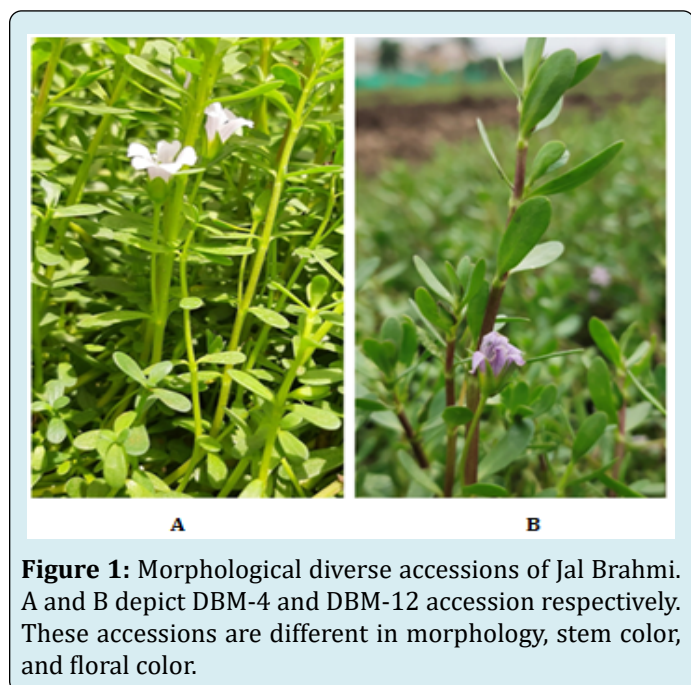 A
B
Figure 1: Morphological diverse accessions of Jal Brahmi.
A and B depict DBM-4 and DBM-12 accession respectively.
These accessions are different in morphology, stem color,
and floral color.